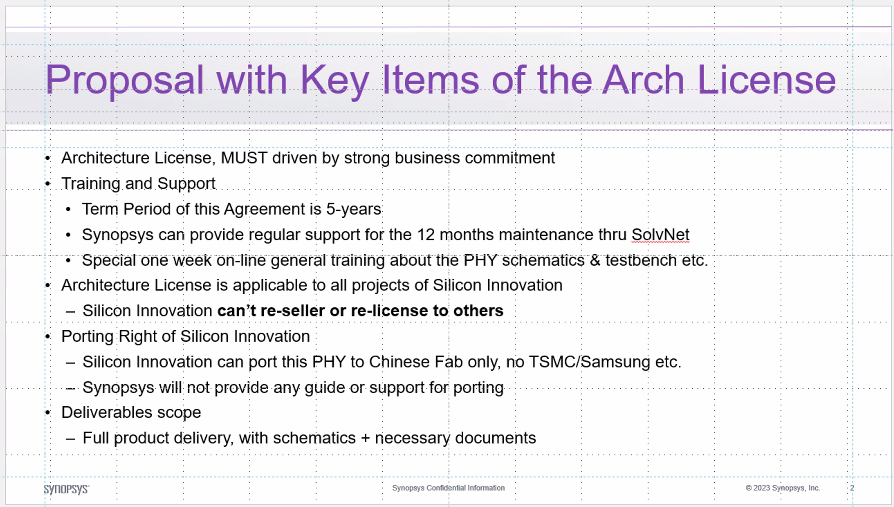 Proposal with Key Items of the Arch License
• Architecture License, MUST driven by strong business commitment
• Training and Support
• Term Period of this Agreement is 5-years
• Synopsys can provide regular support for the 12 months maintenance thru SolvNet
• Special one week on-line general training about the PHY schematics & testbench etc.
• Architecture License is applicable to all projects of Silicon Innovation
– Silicon Innovation can't re-seller or re-license to others
• Porting Right of Silicon Innovation
– Silicon Innovation can port this PHY to Chinese Fab only, no TSMC/Samsung etc.
– Synopsys will not provide any guide or support for porting
• Deliverables scope
– Full product delivery, with schematics + necessary documents
SYNOPSYS®
Synopsys Confidential Information
© 2023 Synopsys, Inc.
2